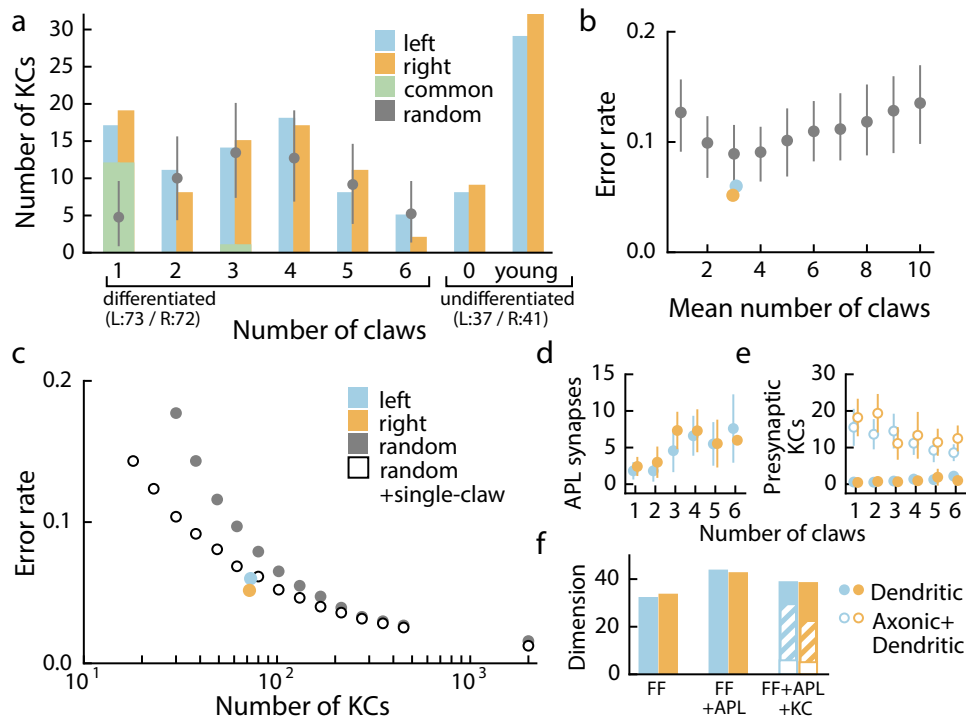 a
Number of KCs
30
25
20
15
10
5
0
left
right
common
random
1 2 3 4 5 6 0 young
differentiated
(L:73 / R:72)
undifferentiated
(L:37 / R:41)
Number of claws
b
Error rate
0.2
0.1
0.0
2 4 6 8 10
Mean number of claws
c
Error rate
0.2
0.1
0.0
left
right
random
random
+single-claw
10¹ 10² 10³
Number of KCs
d
APL synapses
15
10
5
0
1 2 3 4 5 6
e
Presynaptic
KCs
30
20
10
0
1 2 3 4 5 6
Number of claws
f
Dimension
40
20
0
FF
FF
+APL
FF+APL
+KC
Dendritic
Axonic+
Dendritic